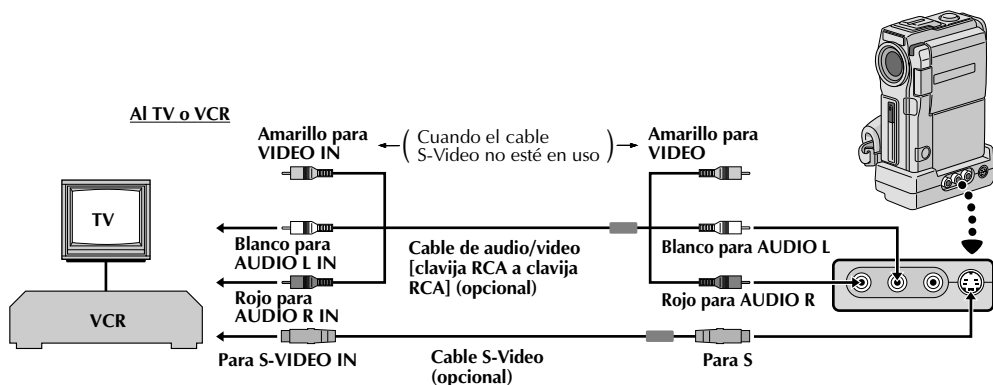 Al TV o VCR
Amarillo para
VIDEO IN
( Cuando el cable
S-Video no esté en uso )
Amarillo para
VIDEO
TV
Blanco para
AUDIO L IN
Cable de audio/video
[clavija RCA a clavija
RCA] (opcional)
Blanco para AUDIO L
Rojo para
AUDIO R IN
Rojo para AUDIO R
VCR
Para S-VIDEO IN
Cable S-Video
(opcional)
Para S